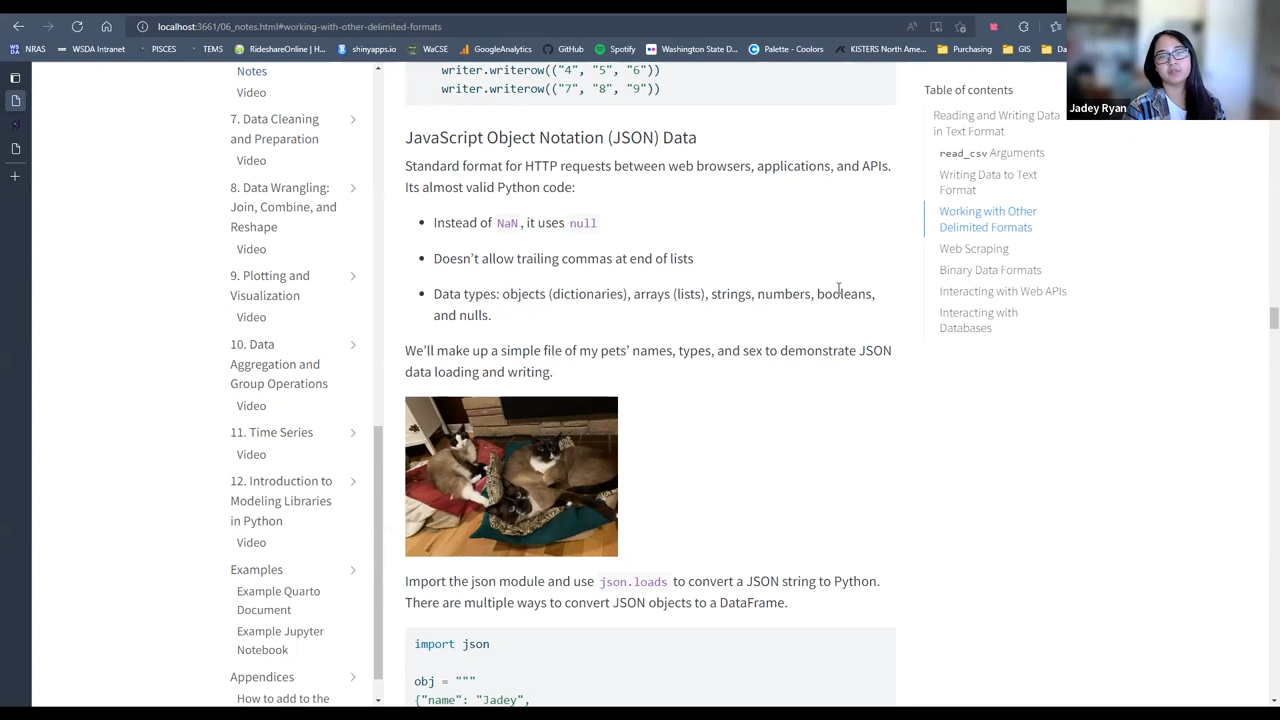 localhost:3661/06_notes.html#working-with-other-delimited-formats
NRAS
WSDA Intranet
PISCES
TEMS
RideshareOnline | H...
shinyapps.io
WaCSE
GoogleAnalytics
GitHub
Spotify
Washington State D...
Palette - Coolors
KISTERS North Ame...
Purchasing
GIS
Da
Jadey Ryan
Notes
Video
7. Data Cleaning
and Preparation
Video
8. Data Wrangling:
Join, Combine, and
Reshape
Video
9. Plotting and
Visualization
Video
10. Data
Aggregation and
Group Operations
Video
11. Time Series
Video
12. Introduction to
Modeling Libraries
in Python
Video
Examples
Example Quarto
Document
Example Jupyter
Notebook
Appendices
How to add to the
writer.writerow(("4", "5", "6"))
writer.writerow(("7", "8", "9"))
JavaScript Object Notation (JSON) Data
Standard format for HTTP requests between web browsers, applications, and APIs.
Its almost valid Python code:
Instead of NaN, it uses null
Doesn't allow trailing commas at end of lists
Data types: objects (dictionaries), arrays (lists), strings, numbers, booleans,
and nulls.
We'll make up a simple file of my pets' names, types, and sex to demonstrate JSON
data loading and writing.
Import the json module and use json.loads to convert a JSON string to Python.
There are multiple ways to convert JSON objects to a DataFrame.
import json
obj = """
{"name": "Jadey",
Table of contents
Reading and Writing Data
in Text Format
read_csv Arguments
Writing Data to Text
Format
Working with Other
Delimited Formats
Web Scraping
Binary Data Formats
Interacting with Web APIs
Interacting with
Databases